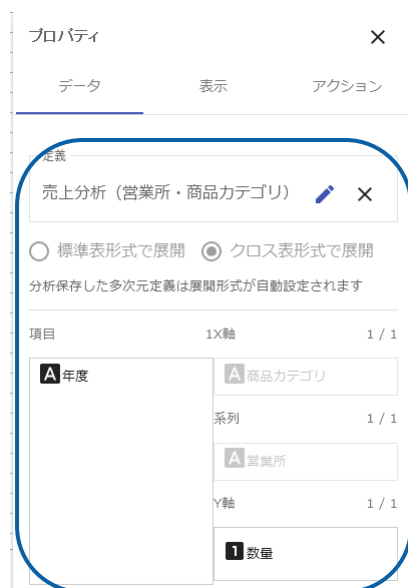 プロパティ ×
データ 表示 アクション
定義
売上分析（営業所・商品カテゴリ） ×
標準表形式で展開 クロス表形式で展開
分析保存した多次元定義は展開形式が自動設定されます
項目 1X軸 1 / 1
A 年度 A 商品カテゴリ
系列 1 / 1
A 営業所
Y軸 1 / 1
1 数量